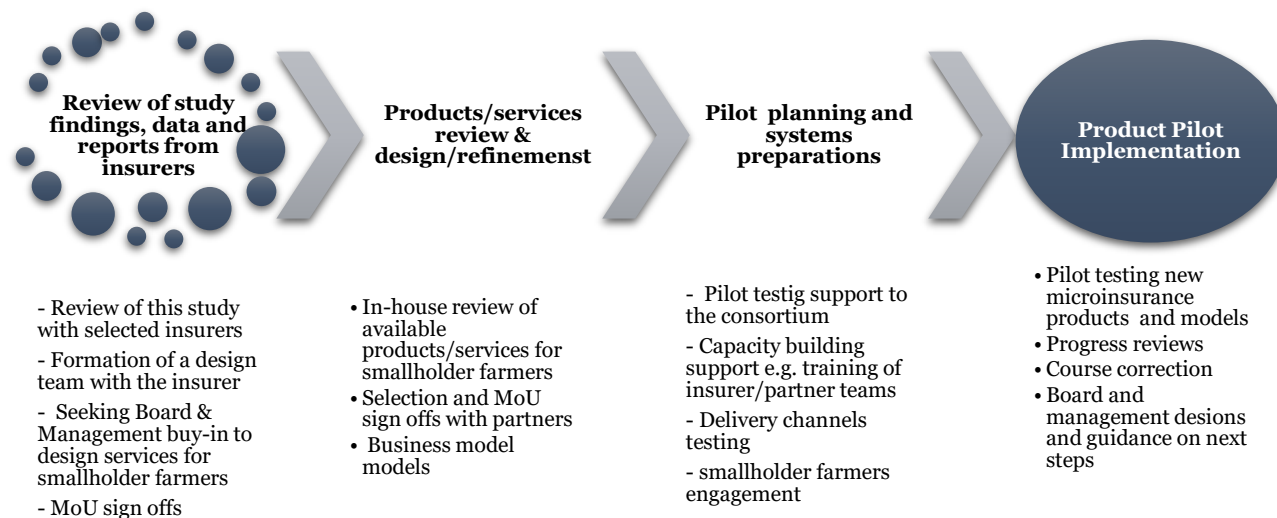 Review of study
findings, data and
reports from
insurers
- Review of this study
with selected insurers
- Formation of a design
team with the insurer
- Seeking Board &
Management buy-in to
design services for
smallholder farmers
- MoU sign offs
Products/services
review &
design/refinemenst
• In-house review of
available
products/services for
smallholder farmers
• Selection and MoU
sign offs with partners
• Business model
models
Pilot planning and
systems
preparations
- Pilot testig support to
the consortium
- Capacity building
support e.g. training of
insurer/partner teams
- Delivery channels
testing
- smallholder farmers
engagement
Product Pilot
Implementation
• Pilot testing new
microinsurance
products and models
• Progress reviews
• Course correction
• Board and
management desions
and guidance on next
steps